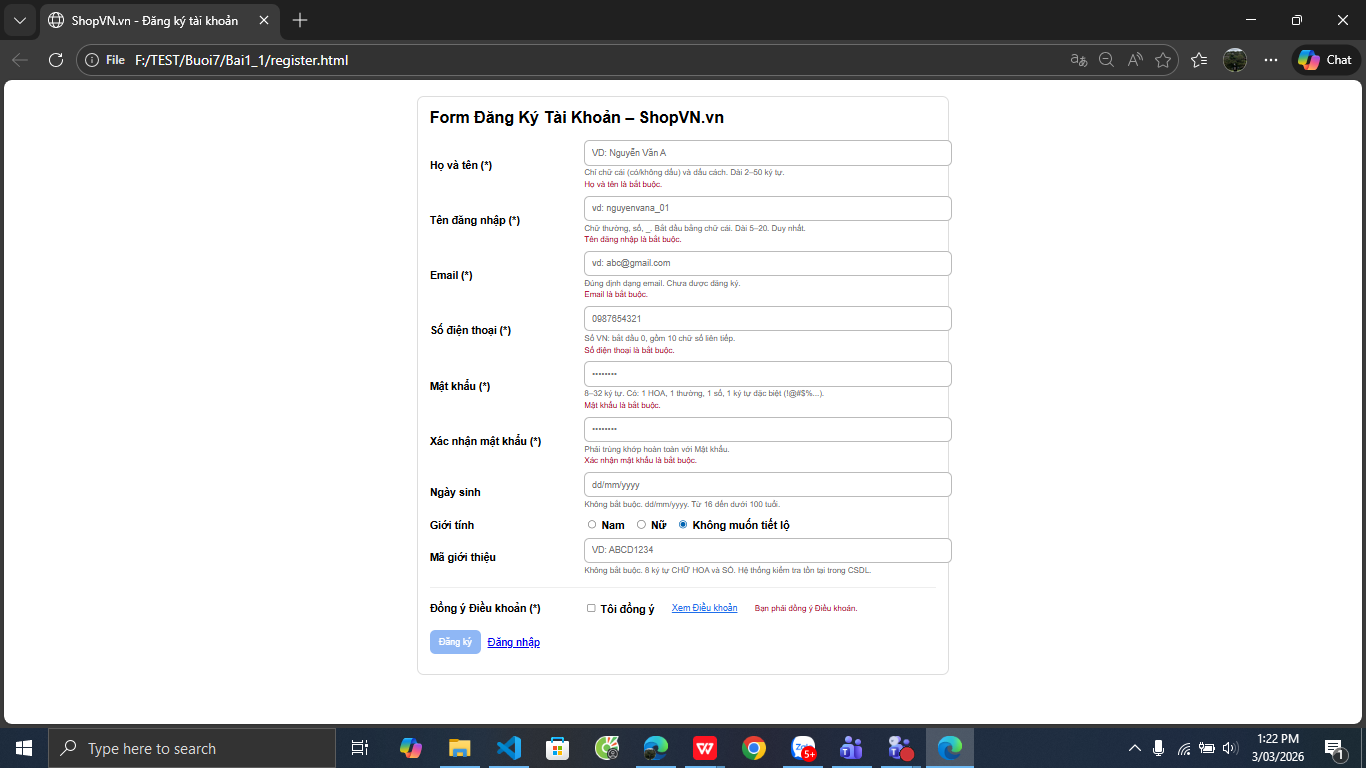 ShopVN.vn - Đăng ký tài khoản
File F:/TEST/Buoi7/Bai1_1/register.html
Chat
Form Đăng Ký Tài Khoản – ShopVN.vn
Họ và tên (*)
VD: Nguyễn Văn A
Chỉ chữ cái (có/không dấu) và dấu cách. Dài 2–50 ký tự.
Họ và tên là bắt buộc.
Tên đăng nhập (*)
vd: nguyenvana_01
Chữ thường, số, _. Bắt đầu bằng chữ cái. Dài 5–20. Duy nhất.
Tên đăng nhập là bắt buộc.
Email (*)
vd: abc@gmail.com
Đúng định dạng email. Chưa được đăng ký.
Email là bắt buộc.
Số điện thoại (*)
0987654321
Số VN: bắt đầu 0, gồm 10 chữ số liên tiếp.
Số điện thoại là bắt buộc.
Mật khẩu (*)
••••••••
8–32 ký tự. Có: 1 HOA, 1 thường, 1 số, 1 ký tự đặc biệt (!@#$%...).
Mật khẩu là bắt buộc.
Xác nhận mật khẩu (*)
••••••••
Phải trùng khớp hoàn toàn với Mật khẩu.
Xác nhận mật khẩu là bắt buộc.
Ngày sinh
dd/mm/yyyy
Không bắt buộc. dd/mm/yyyy. Từ 16 đến dưới 100 tuổi.
Giới tính
Nam Nữ Không muốn tiết lộ
Mã giới thiệu
VD: ABCD1234
Không bắt buộc. 8 ký tự CHỮ HOA và SỐ. Hệ thống kiểm tra tồn tại trong CSDL.
Đồng ý Điều khoản (*)
Tôi đồng ý Xem Điều khoản Bạn phải đồng ý Điều khoản.
Đăng ký Đăng nhập
Type here to search
5+
1:22 PM
3/03/2026
1